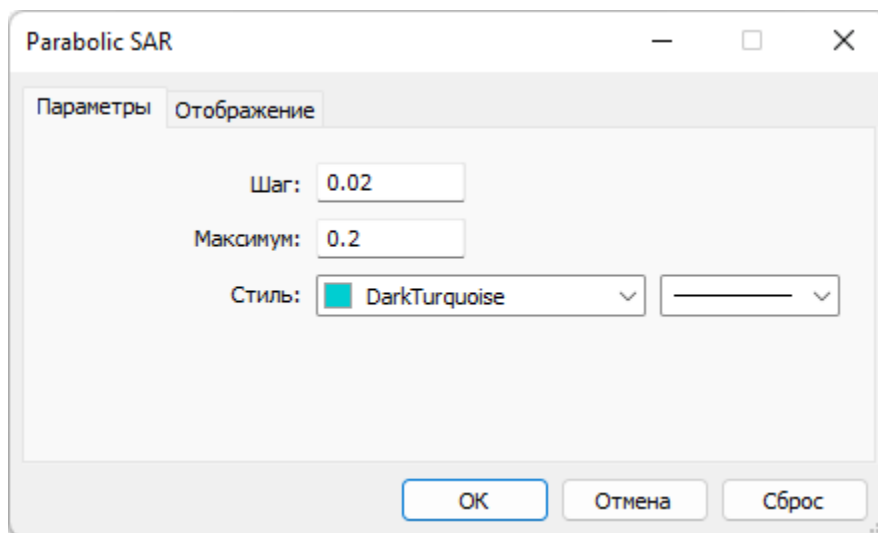 Parabolic SAR
Параметры Отображение
Шаг: 0.02
Максимум: 0.2
Стиль: DarkTurquoise
OK Отмена Сброс